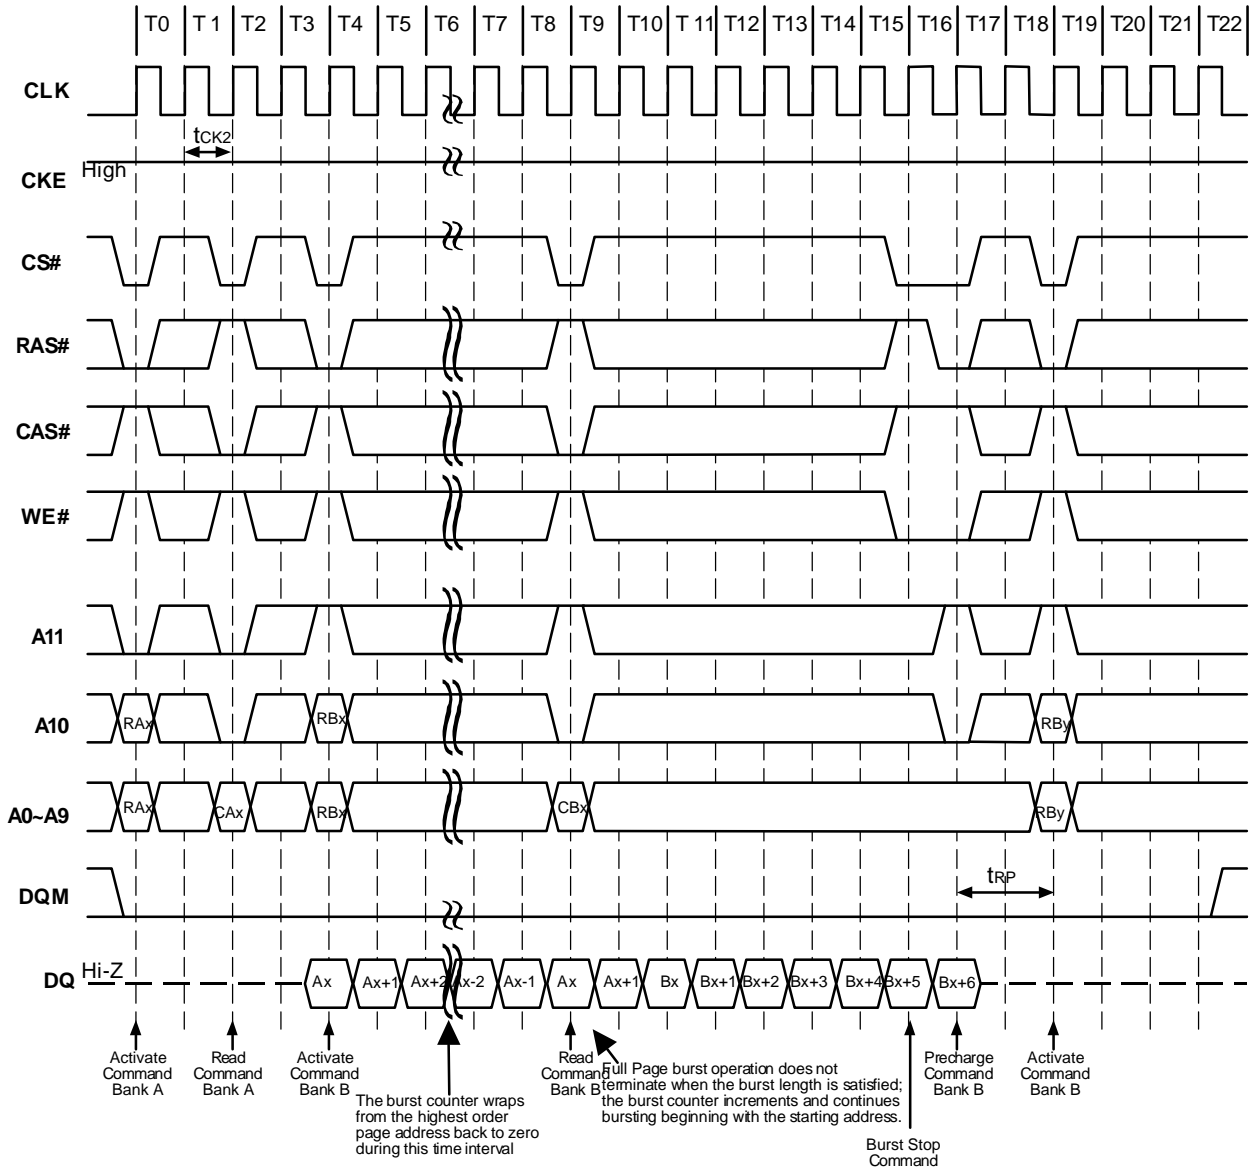 T0 T1 T2 T3 T4 T5 T6 T7 T8 T9 T10 T11 T12 T13 T14 T15 T16 T17 T18 T19 T20 T21 T22
CLK
tCK2
CKE High
CS#
RAS#
CAS#
WE#
A11
A10 RAx RBx RBy
A0~A9 RAx CAx RBx CBx RBy
DQM tRP
DQ Hi-Z Ax Ax+1 Ax+2 Ax-2 Ax-1 Ax Ax+1 Bx Bx+1 Bx+2 Bx+3 Bx+4 Bx+5 Bx+6
Activate
Command
Bank A
Read
Command
Bank A
Activate
Command
Bank B
The burst counter wraps
from the highest order
page address back to zero
during this time interval
Read
Command
Bank B
Full Page burst operation does not
terminate when the burst length is satisfied;
the burst counter increments and continues
bursting beginning with the starting address.
Burst Stop
Command
Precharge
Command
Bank B
Activate
Command
Bank B